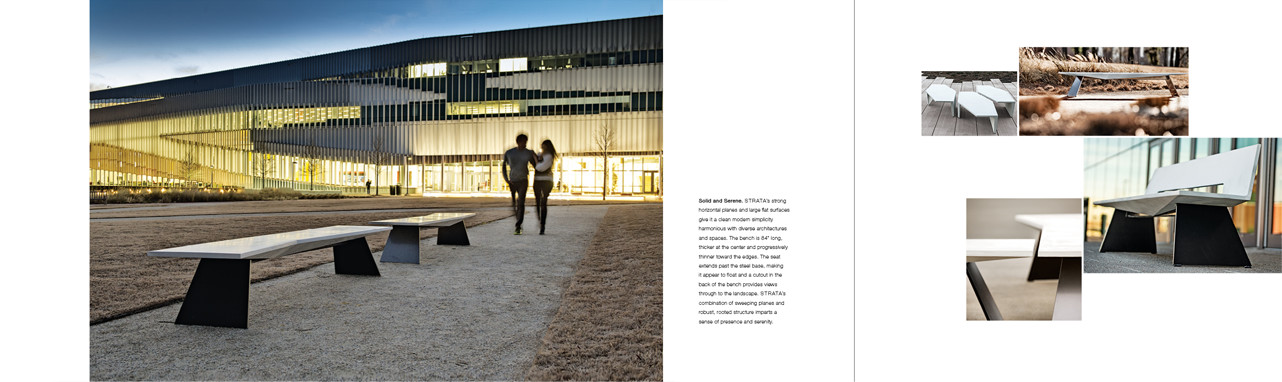 Solid and Serene. STRATA's strong
horizontal planes and large flat surfaces
give it a clean modern simplicity
harmonious with diverse architectures
and spaces. The bench is 84" long,
thicker at the center and progressively
thinner toward the edges. The seat
extends past the steel base, making
it appear to float and a cutout in the
back of the bench provides views
through to the landscape. STRATA's
combination of sweeping planes and
robust, rooted structure imparts a
sense of presence and serenity.